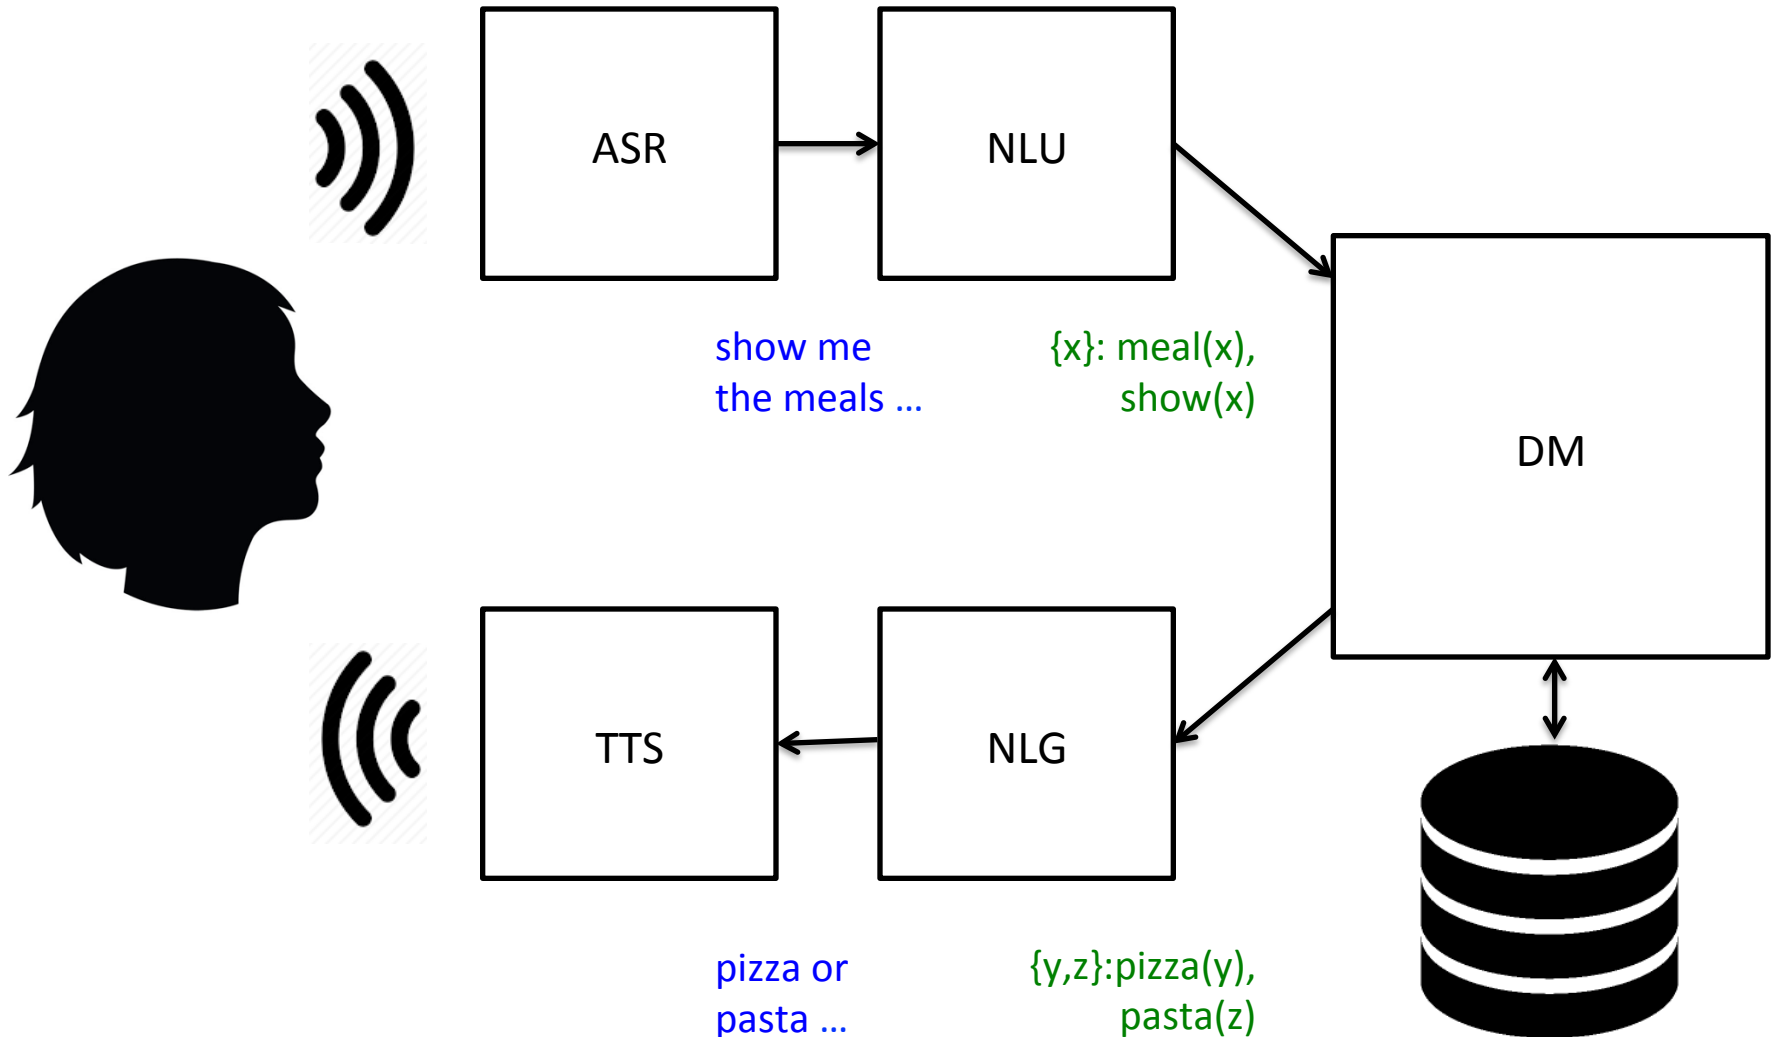 ASR
NLU
show me
the meals ...
{x}: meal(x),
show(x)
DM
TTS
NLG
pizza or
pasta ...
{y,z}:pizza(y),
pasta(z)